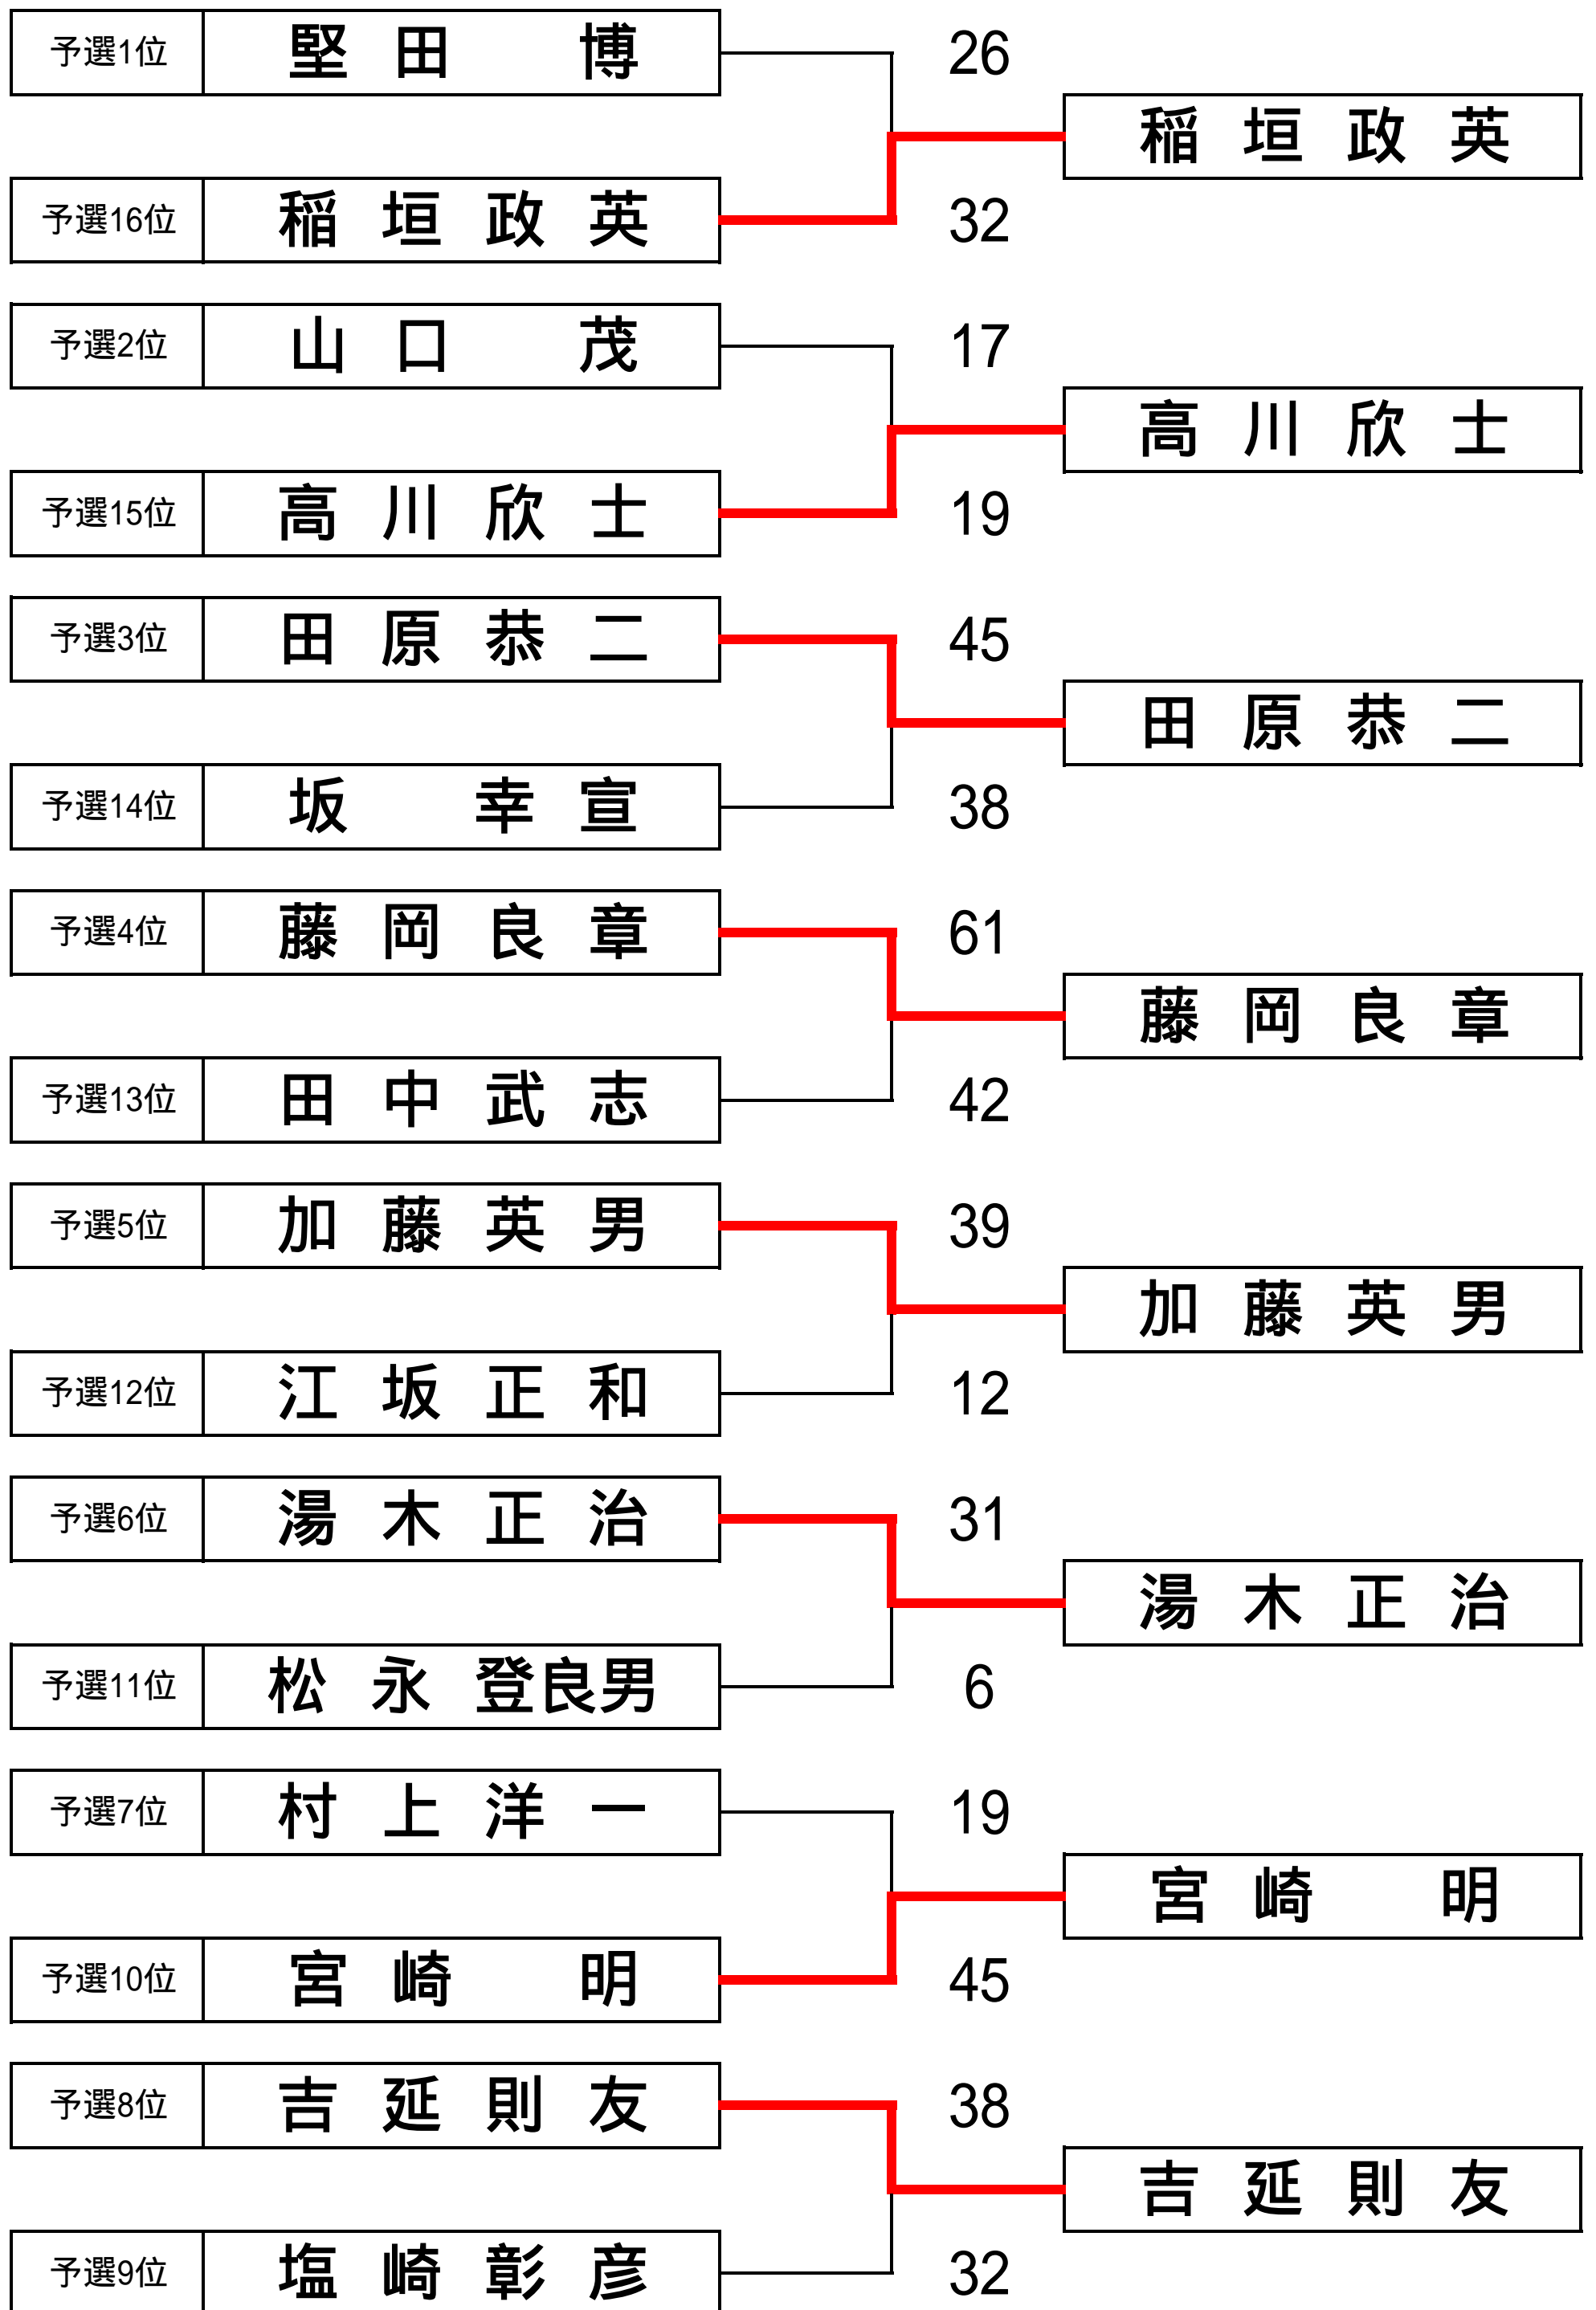 予選1位 堅田 博 26
稲垣政英
予選16位 稲垣政英 32
予選2位 山口 茂 17
高川欣士
予選15位 高川欣士 19
予選3位 田原恭二 45
田原恭二
予選14位 坂 幸宣 38
予選4位 藤岡良章 61
藤岡良章
予選13位 田中武志 42
予選5位 加藤英男 39
加藤英男
予選12位 江坂正和 12
予選6位 湯木正治 31
湯木正治
予選11位 松永登良男 6
予選7位 村上洋一 19
宮崎 明
予選10位 宮崎 明 45
予選8位 吉延則友 38
吉延則友
予選9位 塩崎彰彦 32